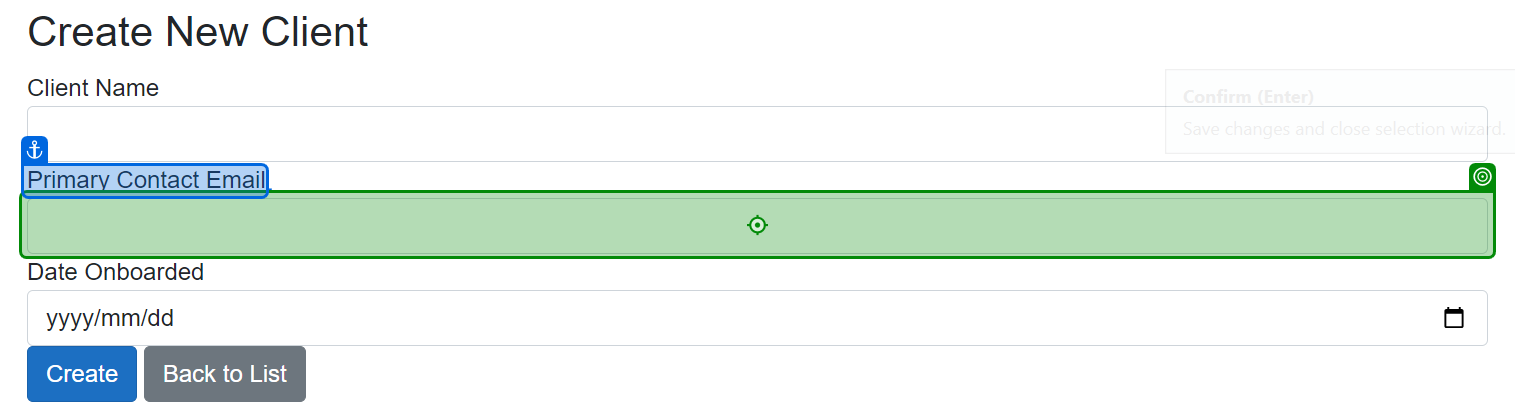 Create New Client
Client Name
Confirm (Enter)
Save changes and close selection wizard.
Primary Contact Email
Date Onboarded
yyyy/mm/dd
Create Back to List